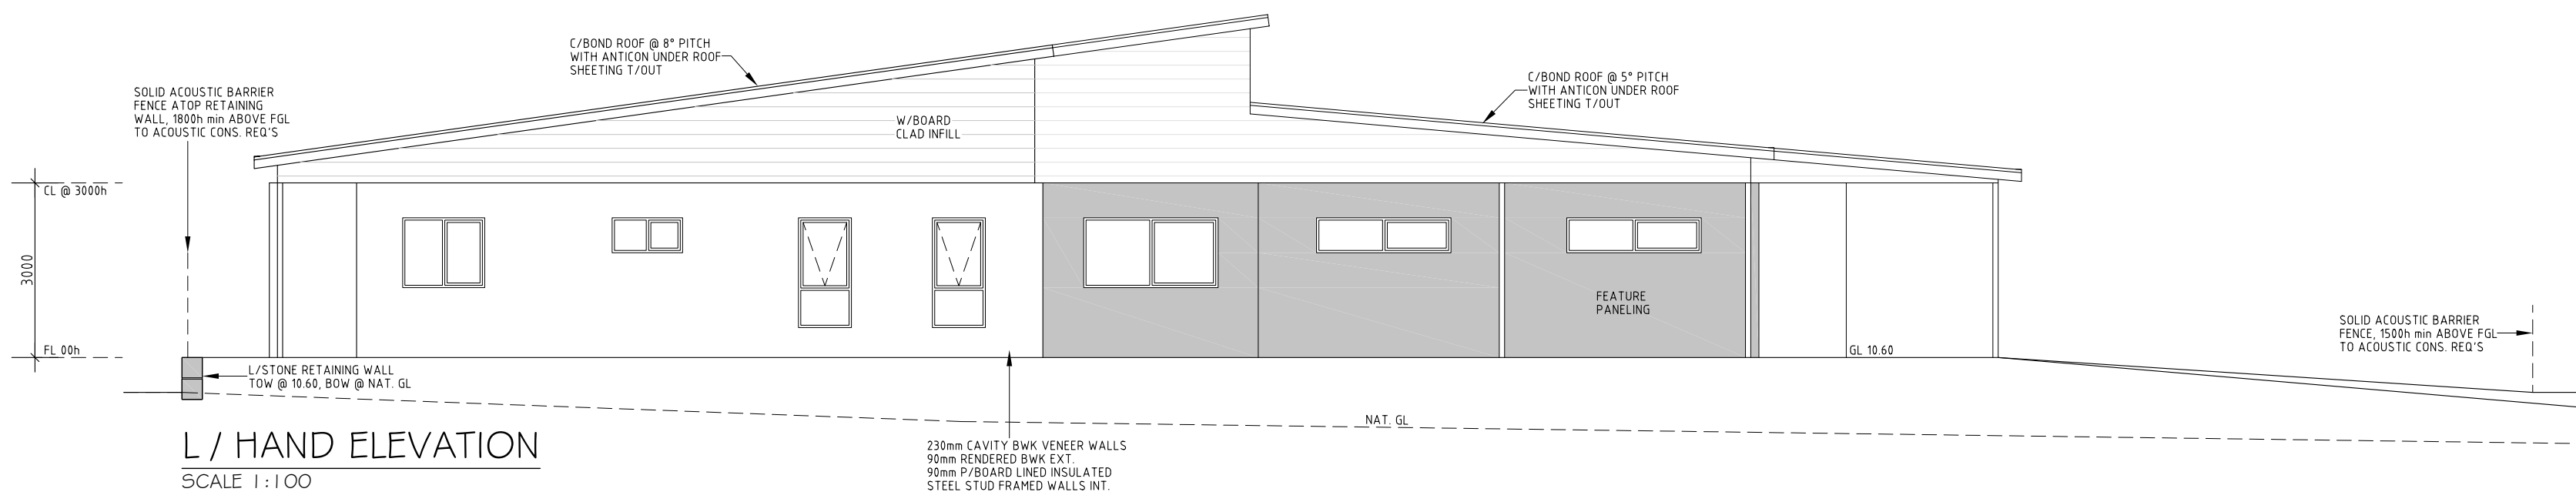 C/BOND ROOF @ 8° PITCH
WITH ANTICON UNDER ROOF
SHEETING T/OUT
C/BOND ROOF @ 5° PITCH
WITH ANTICON UNDER ROOF
SHEETING T/OUT
SOLID ACOUSTIC BARRIER
FENCE ATOP RETAINING
WALL, 1800h min ABOVE FGL
TO ACOUSTIC CONS. REQ'S
W/BOARD
CLAD INFILL
CL @ 3000h
3000
FEATURE
PANELING
SOLID ACOUSTIC BARRIER
FENCE, 1500h min ABOVE FGL
TO ACOUSTIC CONS. REQ'S
FL 00h
GL 10.60
L/STONE RETAINING WALL
TOW @ 10.60, BOW @ NAT. GL
NAT. GL
230mm CAVITY BWK VENEER WALLS
90mm RENDERED BWK EXT.
90mm P/BOARD LINED INSULATED
STEEL STUD FRAMED WALLS INT.
L / HAND ELEVATION
SCALE 1:100